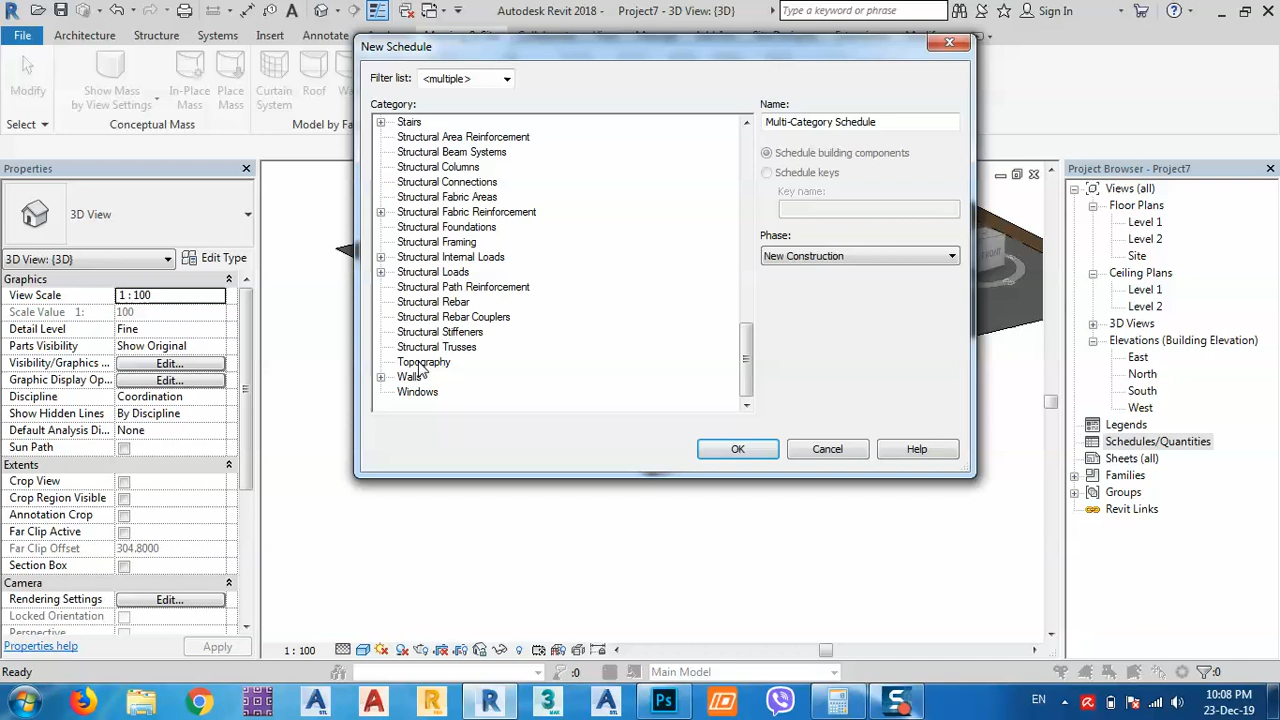 Autodesk Revit 2018 -
Project7 - 3D View: {3D}
Type a keyword or phrase
Sign In
File
Architecture
Structure
Systems
Insert
Annotate
Modify
Show Mass
by View Settings
In-Place
Mass
Place
Mass
Curtain
System
Roof
Select
Conceptual Mass
Model by Fa
Properties
3D View
3D View: {3D}
Edit Type
Graphics
View Scale
1 : 100
Scale Value 1:
100
Detail Level
Fine
Parts Visibility
Show Original
Visibility/Graphics ...
Edit...
Graphic Display Op...
Edit...
Discipline
Coordination
Show Hidden Lines
By Discipline
Default Analysis Di...
None
Sun Path
Extents
Crop View
Crop Region Visible
Annotation Crop
Far Clip Active
Far Clip Offset
304.8000
Section Box
Camera
Rendering Settings
Edit...
Locked Orientation
Perspective
Properties help
Apply
New Schedule
Filter list:
<multiple>
Category:
Stairs
Structural Area Reinforcement
Structural Beam Systems
Structural Columns
Structural Connections
Structural Fabric Areas
Structural Fabric Reinforcement
Structural Foundations
Structural Framing
Structural Internal Loads
Structural Loads
Structural Path Reinforcement
Structural Rebar
Structural Rebar Couplers
Structural Stiffeners
Structural Trusses
Topography
Walls
Windows
Name:
Multi-Category Schedule
Schedule building components
Schedule keys
Key name:
Phase:
New Construction
OK
Cancel
Help
Project Browser - Project7
Views (all)
Floor Plans
Level 1
Level 2
Site
Ceiling Plans
Level 1
Level 2
3D Views
Elevations (Building Elevation)
East
North
South
West
Legends
Schedules/Quantities
Sheets (all)
Families
Groups
Revit Links
1 : 100
Ready
:0
Main Model
:0
EN
10:08 PM
23-Dec-19